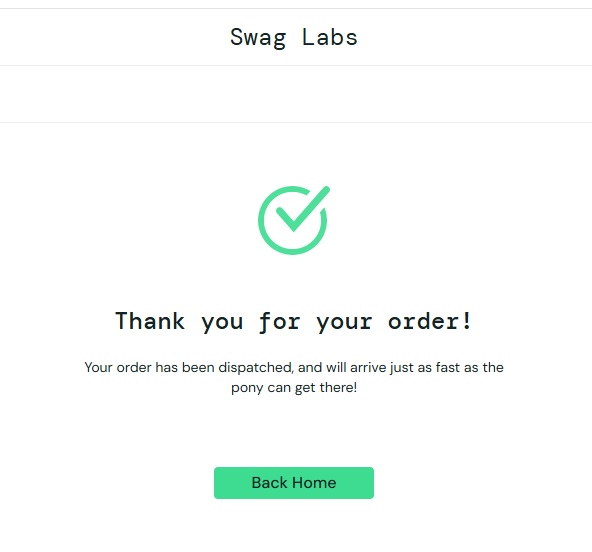 Swag Labs
Thank you for your order!
Your order has been dispatched, and will arrive just as fast as the
pony can get there!
Back Home